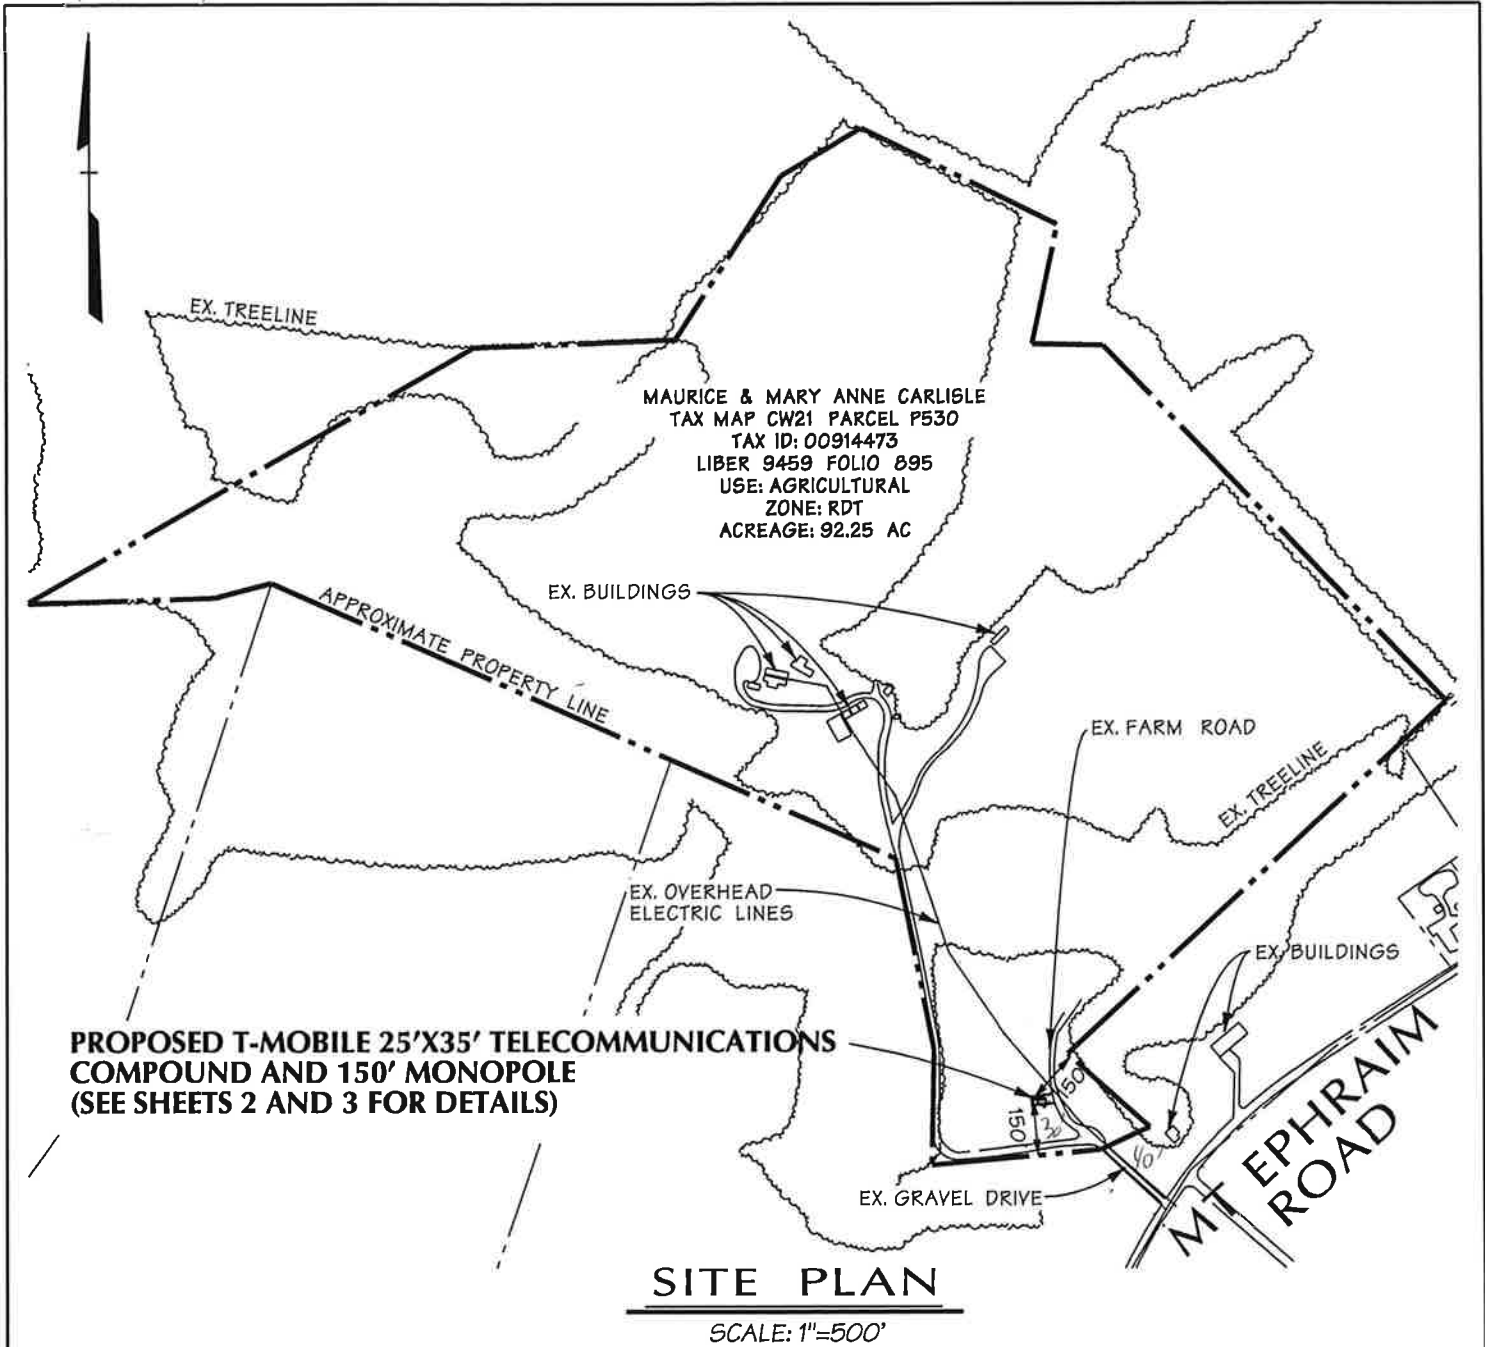 EX. TREELINE
MAURICE & MARY ANNE CARLISLE
TAX MAP CW21 PARCEL P530
TAX ID: 00914473
LIBER 9459 FOLIO 895
USE: AGRICULTURAL
ZONE: RDT
ACREAGE: 92.25 AC
EX. BUILDINGS
APPROXIMATE PROPERTY LINE
EX. FARM ROAD
EX. TREELINE
EX. OVERHEAD
ELECTRIC LINES
EX. BUILDINGS
PROPOSED T-MOBILE 25'X35' TELECOMMUNICATIONS
COMPOUND AND 150' MONOPOLE
(SEE SHEETS 2 AND 3 FOR DETAILS)
150
150
EX. GRAVEL DRIVE
MT EPHRAIM
ROAD
SITE PLAN
SCALE: 1"=500'